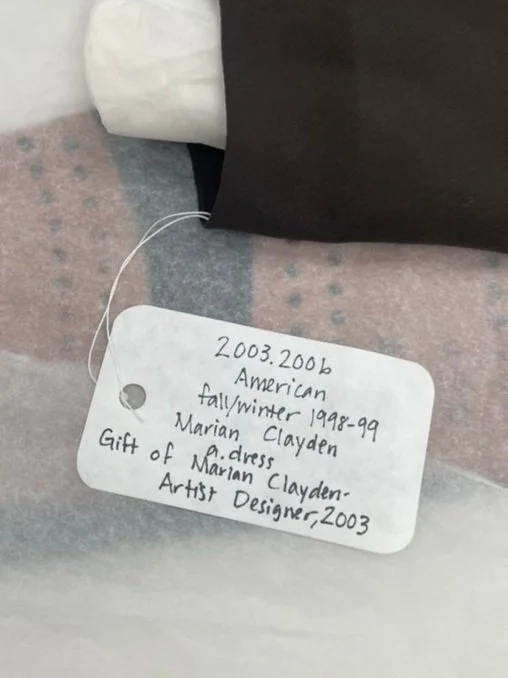 2003.200b
American
fall/winter 1998-99
Marian Clayden
a.dress
Gift of Marian Clayden-
Artist Designer, 2003